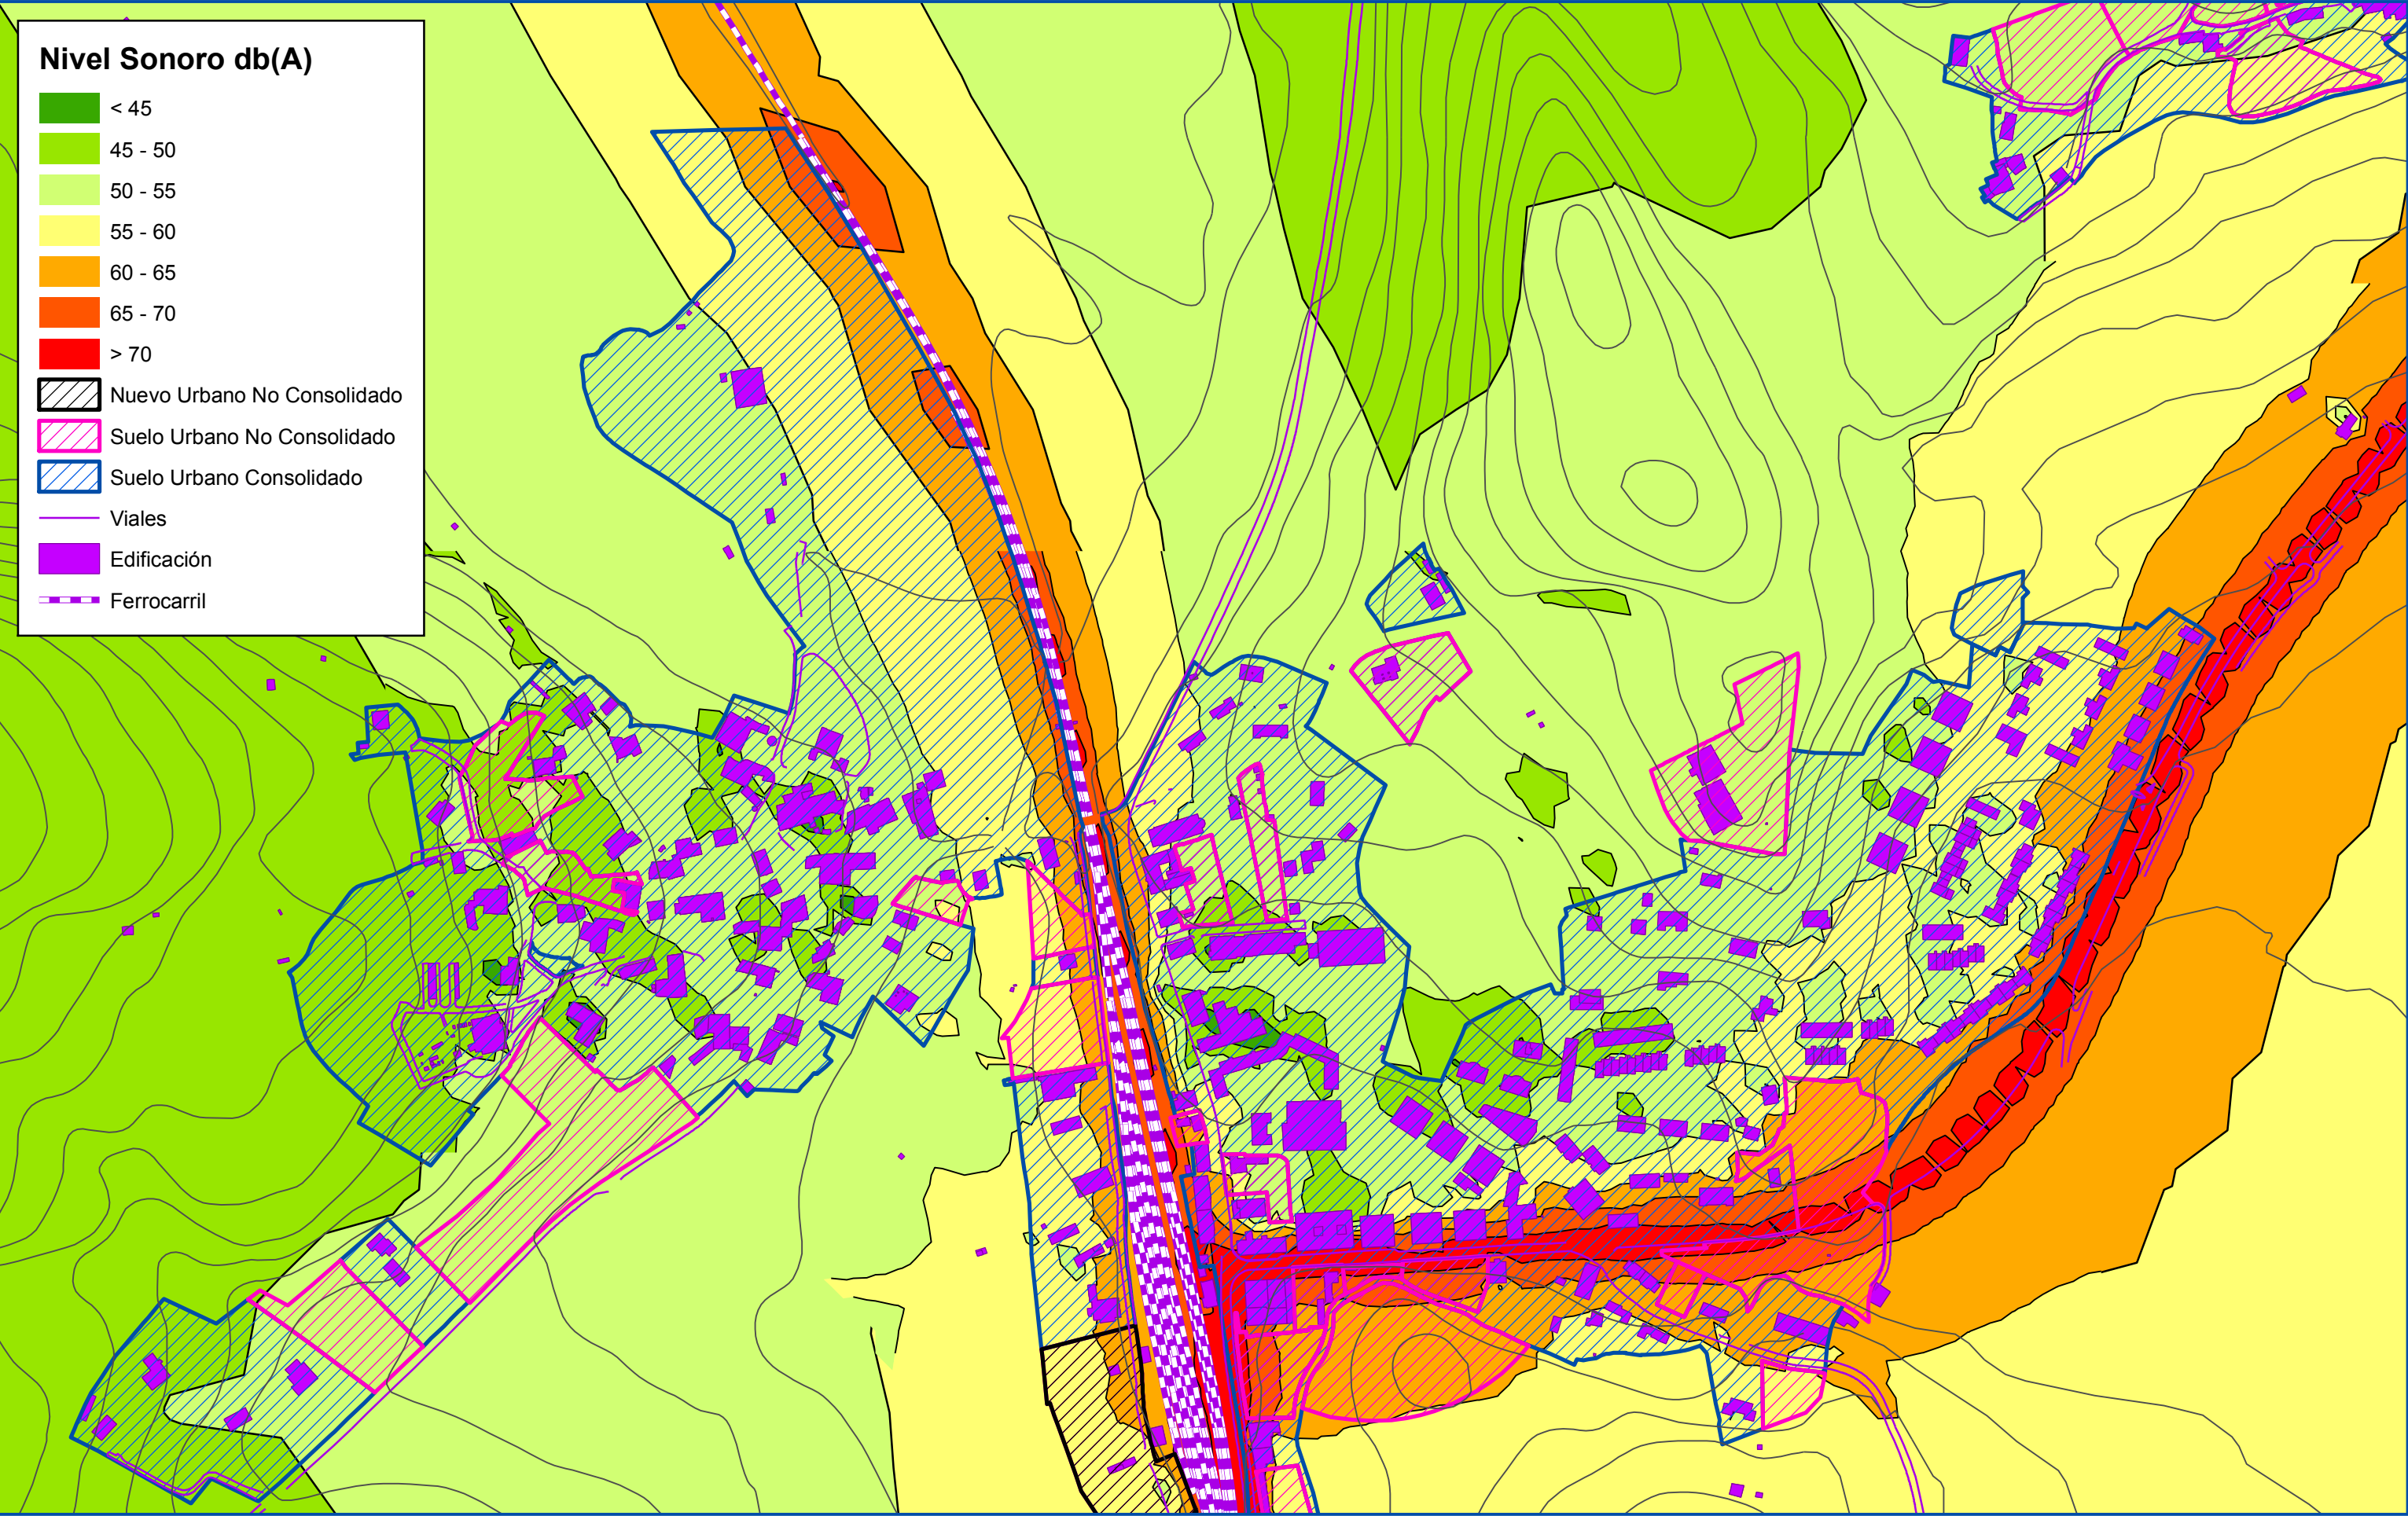 Nivel Sonoro db(A)
< 45
45 - 50
50 - 55
55 - 60
60 - 65
65 - 70
> 70
Nuevo Urbano No Consolidado
Suelo Urbano No Consolidado
Suelo Urbano Consolidado
Viales
Edificación
Ferrocarril